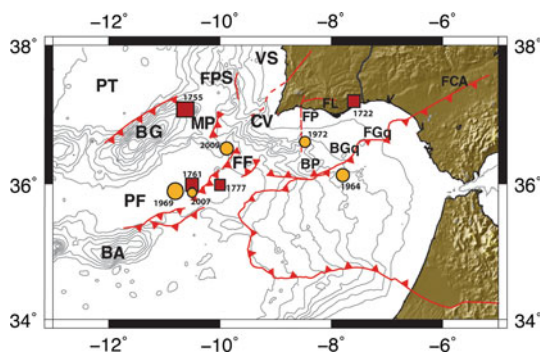 −12 −10 −8 −6
38° 38°
VS
PT FPS
1755 FCA
FL
MP FP 1722
CV
BG 1972 FGq
2009 BGq
FF BP
1761 1964
36° 36°
PF 1777
1969 2007
BA
34° 34°
−12° −10° −8° −6°